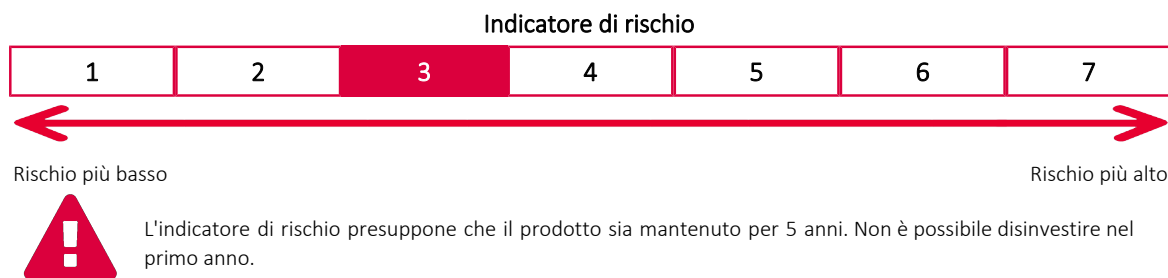 Indicatore di rischio
1 2 3 4 5 6 7
Rischio più basso Rischio più alto
L'indicatore di rischio presuppone che il prodotto sia mantenuto per 5 anni. Non è possibile disinvestire nel
primo anno.